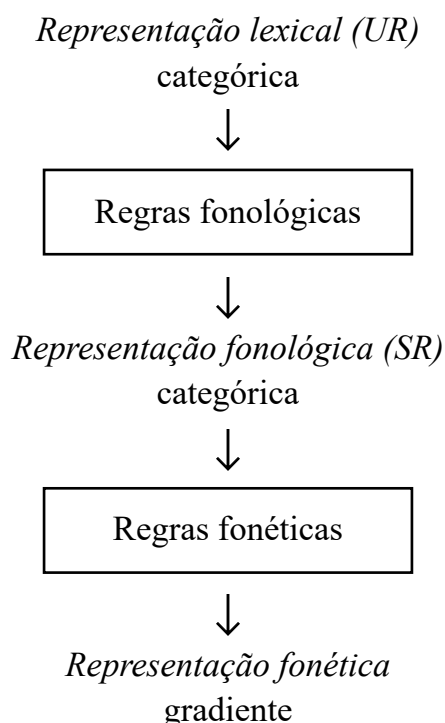 Representação lexical (UR)
categórica
Regras fonológicas
Representação fonológica (SR)
categórica
Regras fonéticas
Representação fonética
gradiente